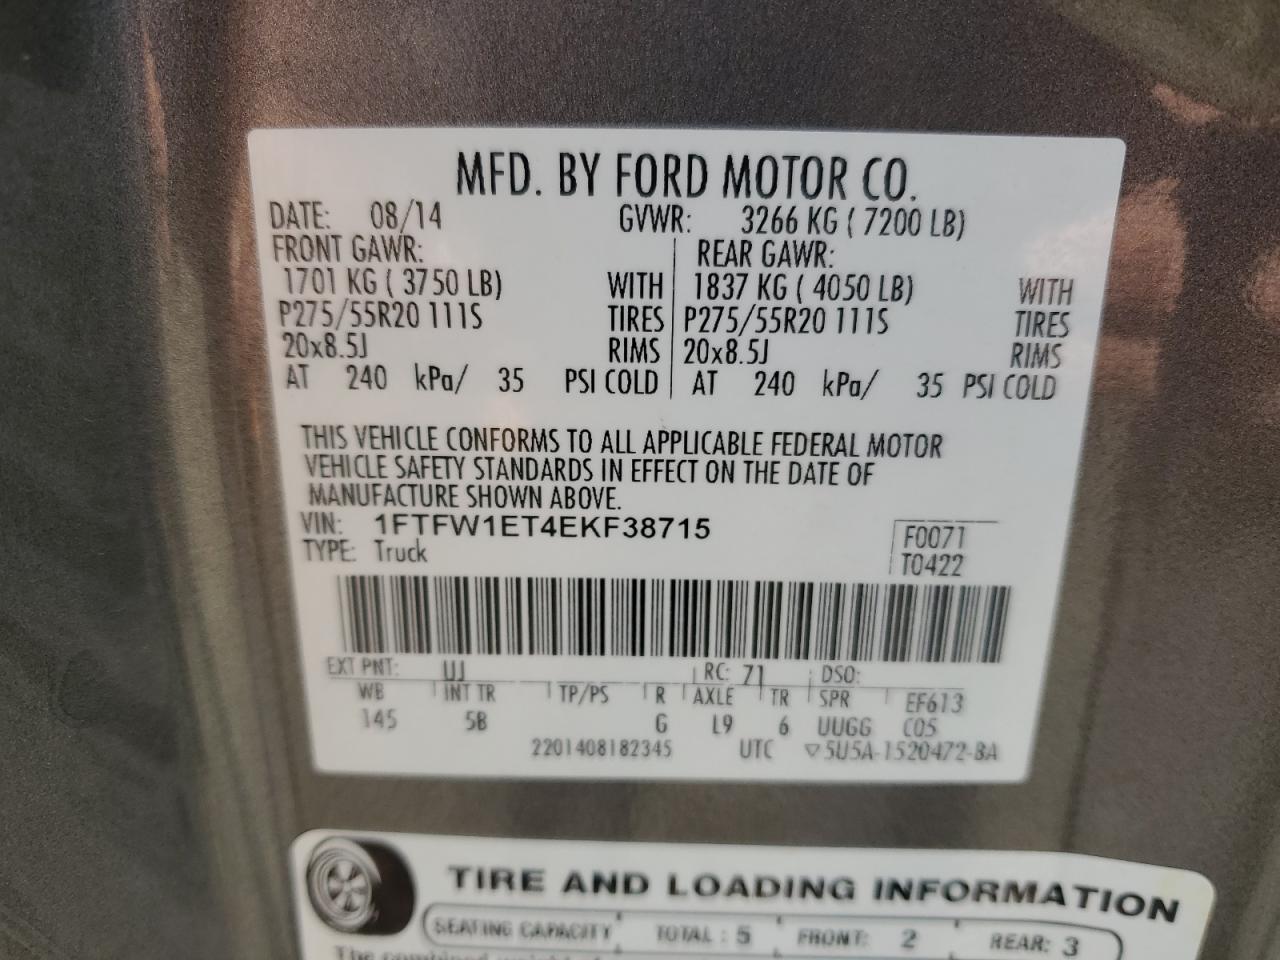 MFD. BY FORD MOTOR CO.
DATE: 08/14 GVWR: 3266 KG ( 7200 LB)
FRONT GAWR: REAR GAWR:
1701 KG ( 3750 LB) WITH 1837 KG ( 4050 LB) WITH
P275/55R20 111S TIRES P275/55R20 111S TIRES
20x8.5J RIMS 20x8.5J RIMS
AT 240 kPa/ 35 PSI COLD AT 240 kPa/ 35 PSI COLD
THIS VEHICLE CONFORMS TO ALL APPLICABLE FEDERAL MOTOR
VEHICLE SAFETY STANDARDS IN EFFECT ON THE DATE OF
MANUFACTURE SHOWN ABOVE.
VIN: 1FTFW1ET4EKF38715 F0071
TYPE: Truck T0422
EXT PNT: UJ RC: 71 DSO:
WB INT TR TP/PS R AXLE TR SPR EF613
145 5B G L9 6 UUGG C05
2201408182345 UTC ▽5U5A-1520472-BA
TIRE AND LOADING INFORMATION
SEATING CAPACITY TOTAL : 5 FRONT: 2 REAR: 3